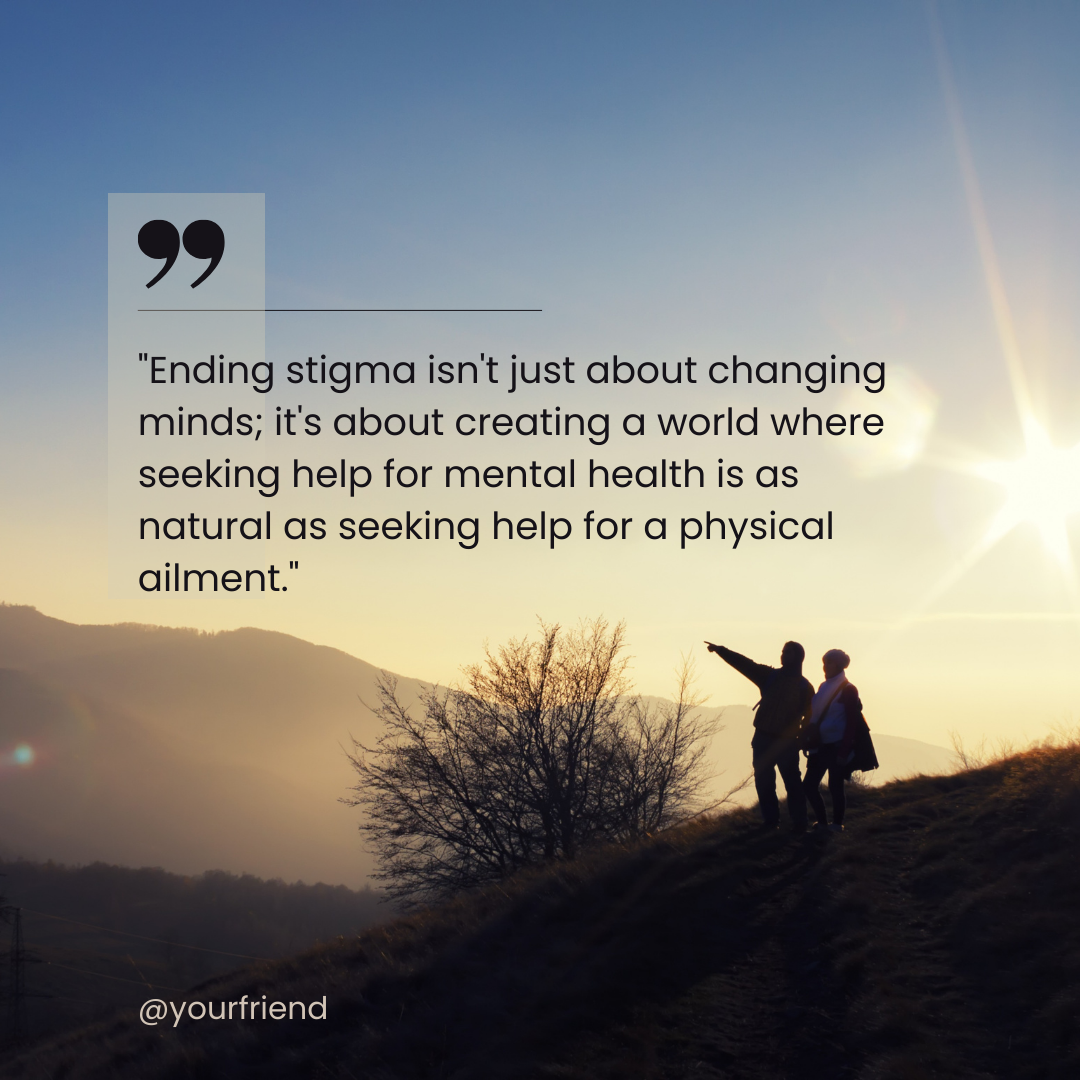 ”
"Ending stigma isn't just about changing
minds; it's about creating a world where
seeking help for mental health is as
natural as seeking help for a physical
ailment."
@yourfriend